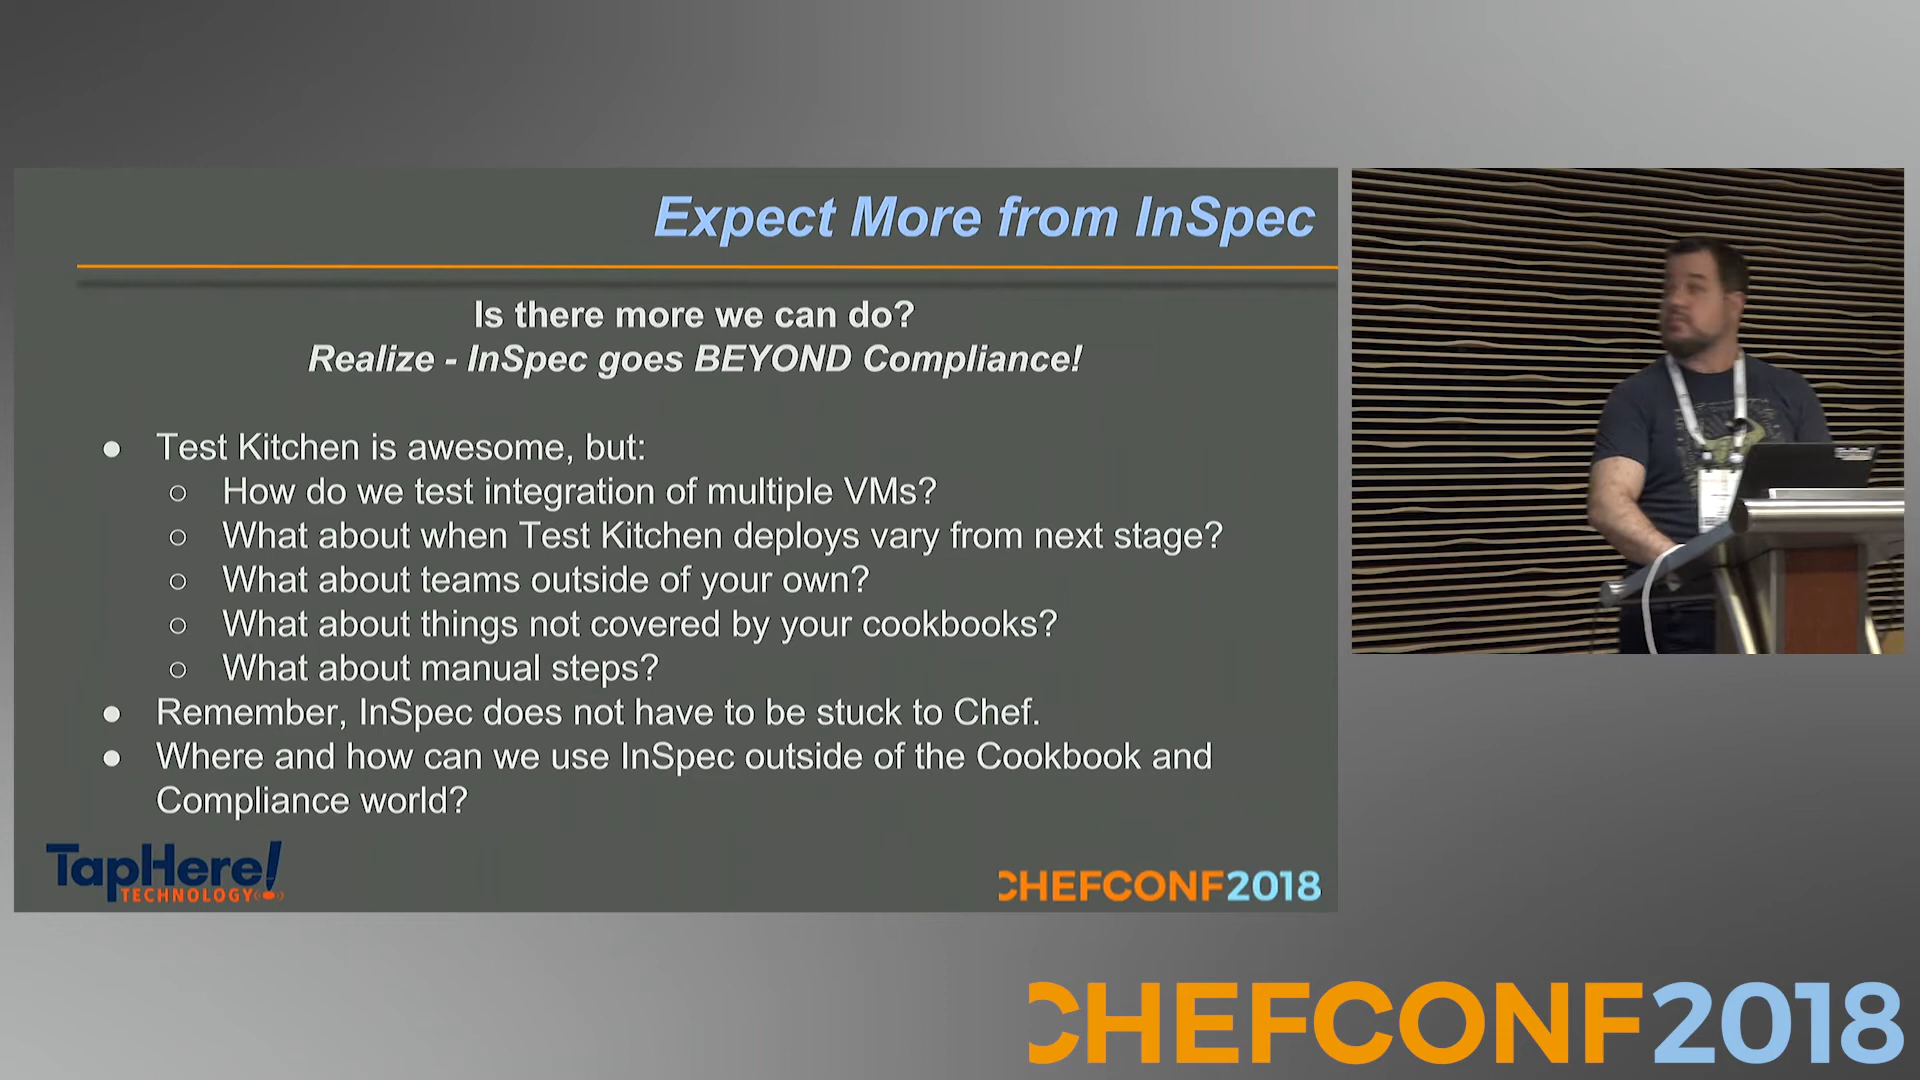 Expect More from InSpec
Is there more we can do?
Realize - InSpec goes BEYOND Compliance!
● Test Kitchen is awesome, but:
○ How do we test integration of multiple VMs?
○ What about when Test Kitchen deploys vary from next stage?
○ What about teams outside of your own?
○ What about things not covered by your cookbooks?
○ What about manual steps?
● Remember, InSpec does not have to be stuck to Chef.
● Where and how can we use InSpec outside of the Cookbook and
Compliance world?
TapHere!
TECHNOLOGY
CHEFCONF2018
CHEFCONF2018